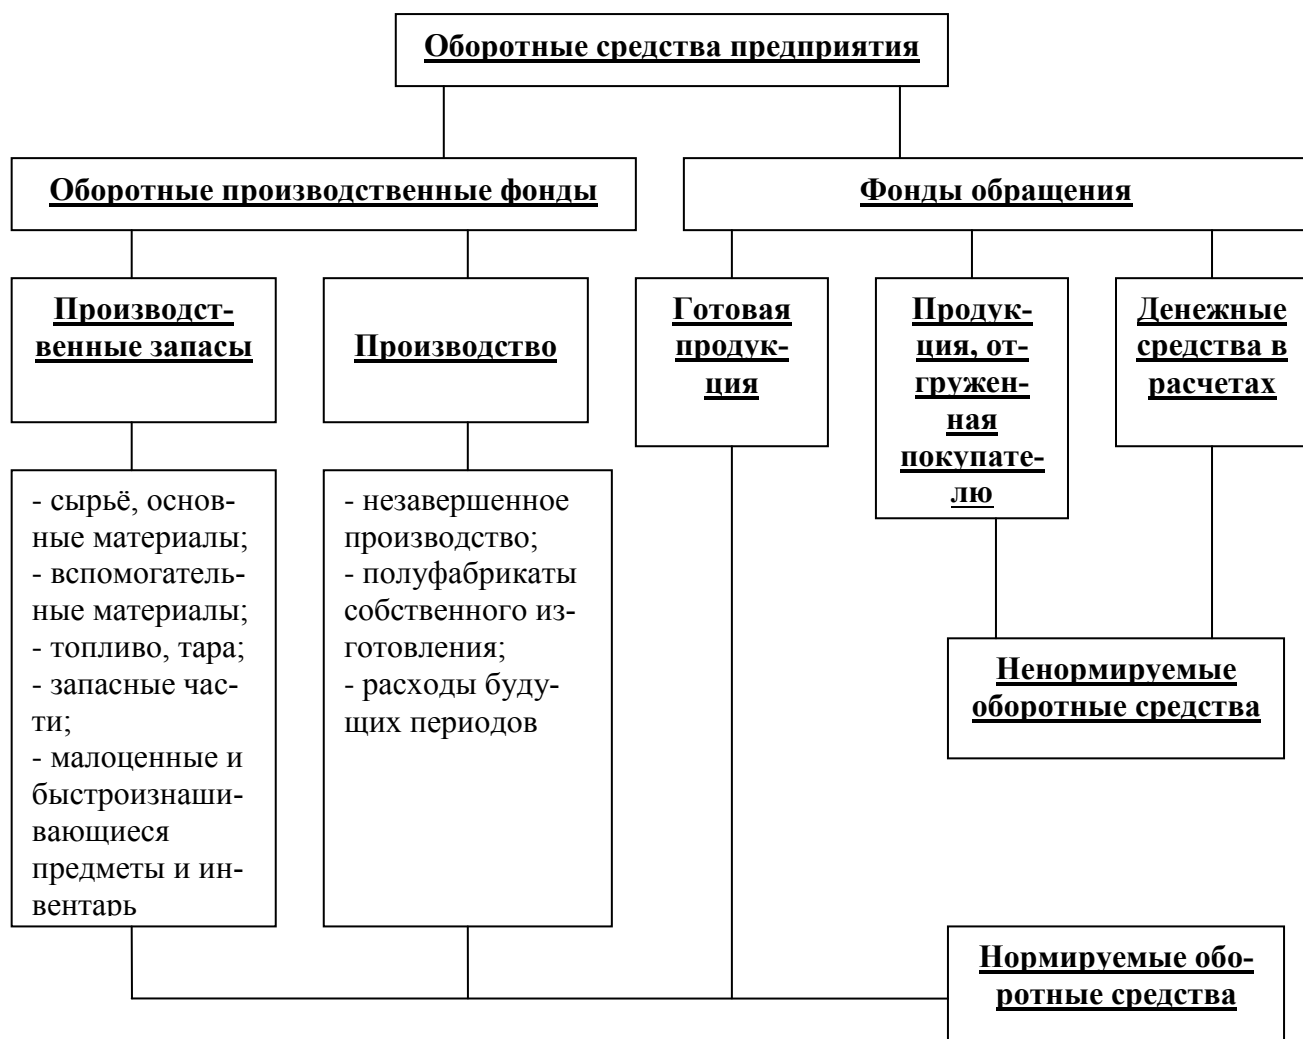 Оборотные средства предприятия
Оборотные производственные фонды
Фонды обращения
Производст-
венные запасы
Производство
Готовая
продук-
ция
Продук-
ция, от-
гружен-
ная
покупате-
лю
Денежные
средства в
расчетах
- сырьё, основ-
ные материалы;
- вспомогатель-
ные материалы;
- топливо, тара;
- запасные час-
ти;
- малоценные и
быстроизнаши-
вающиеся
предметы и ин-
вентарь
- незавершенное
производство;
- полуфабрикаты
собственного из-
готовления;
- расходы буду-
щих периодов
Ненормируемые
оборотные средства
Нормируемые обо-
ротные средства